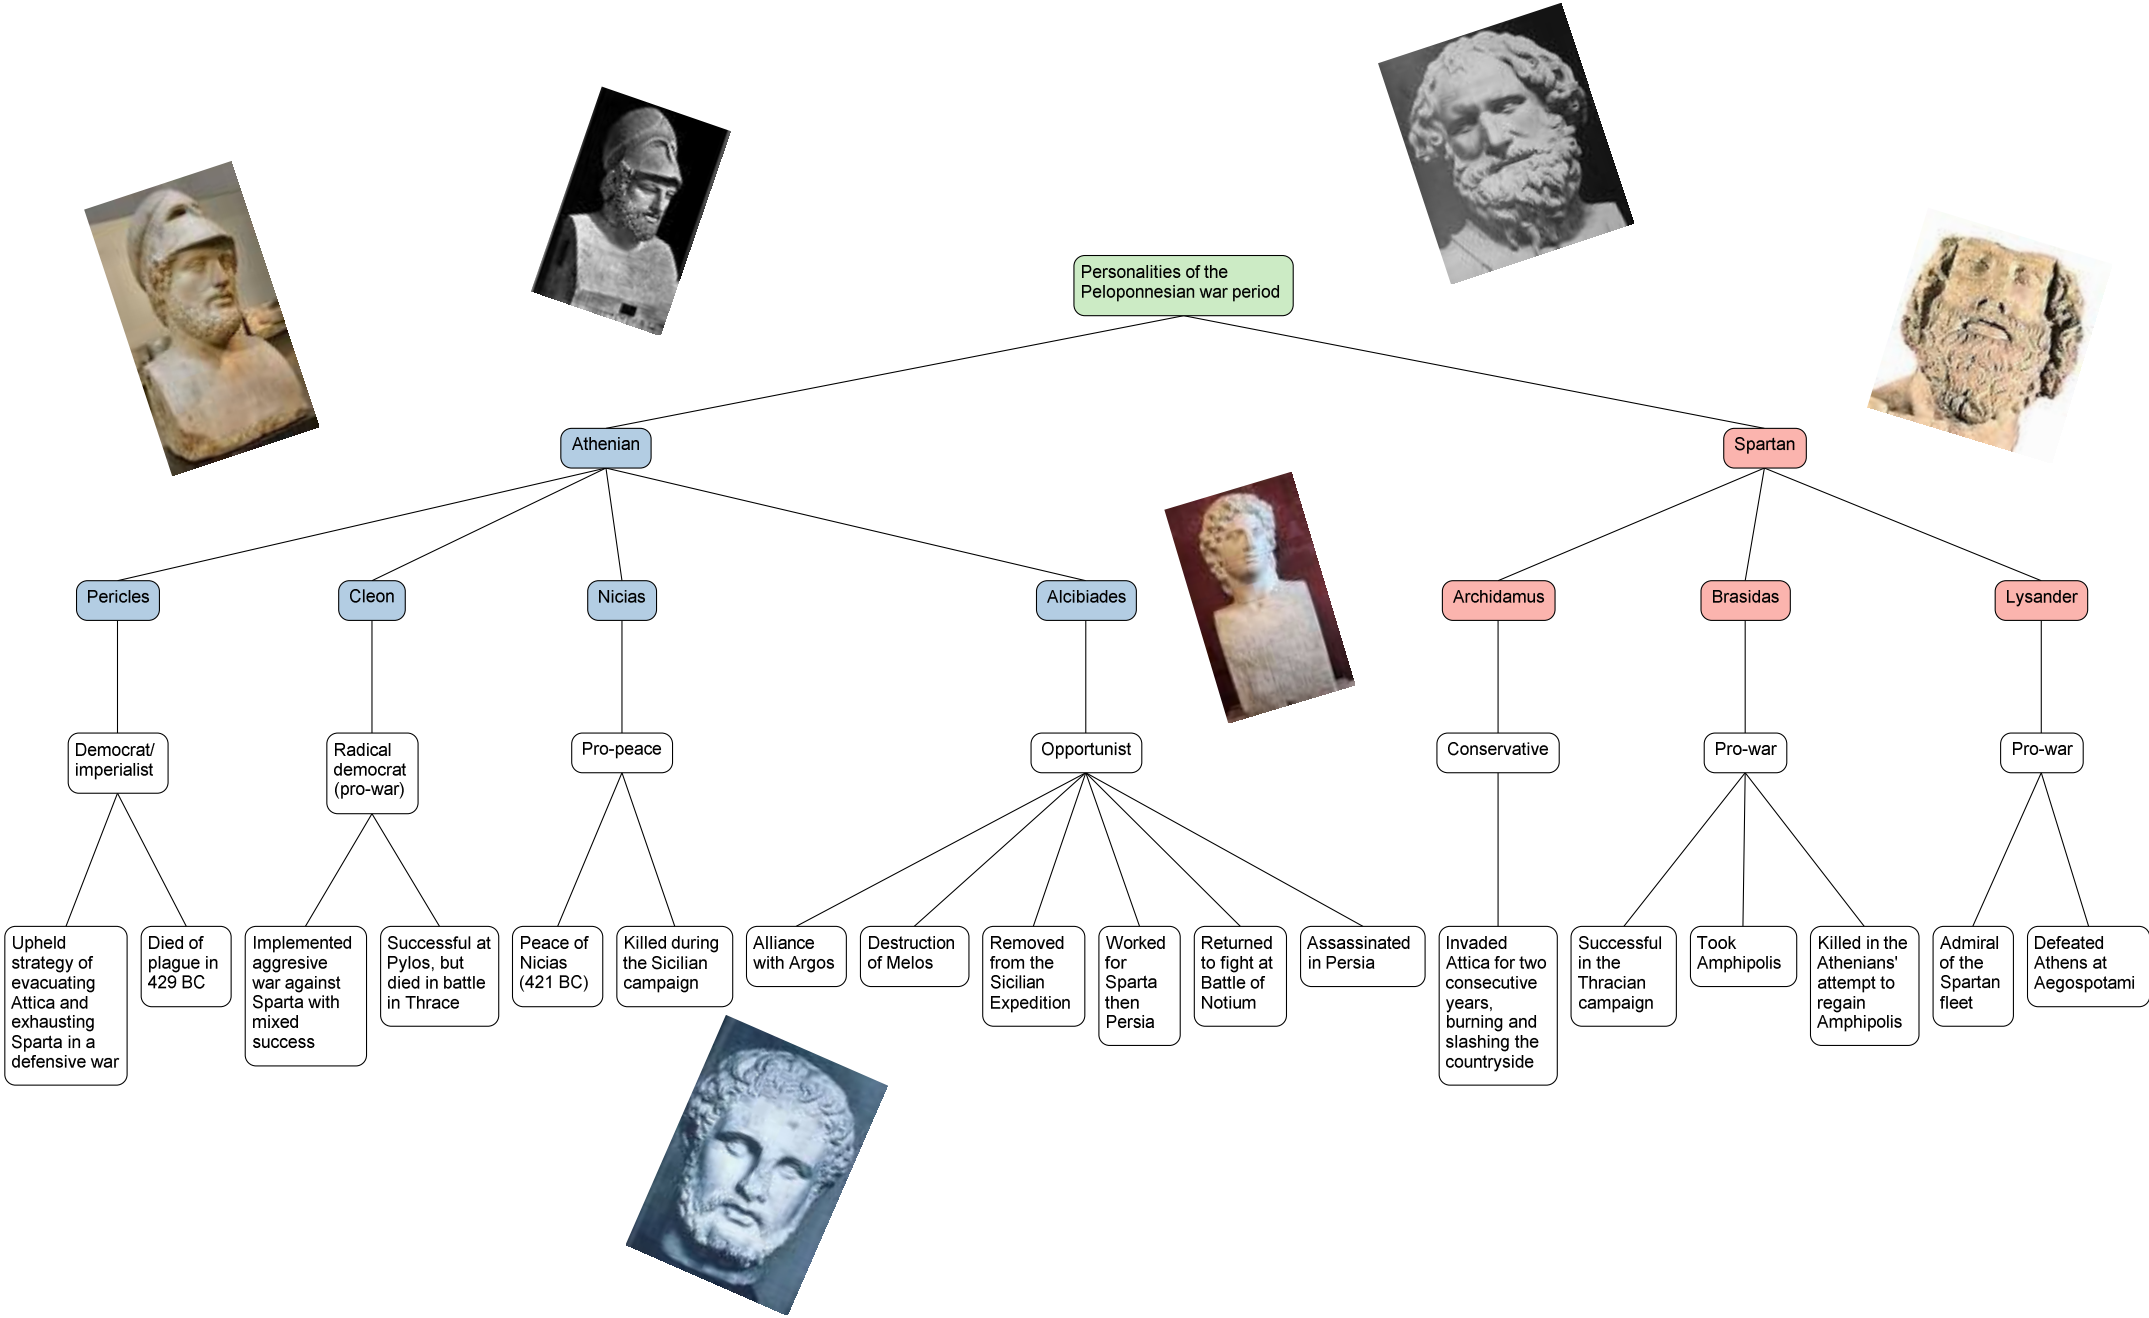 Personalities of the
Peloponnesian war period
Athenian
Spartan
Pericles
Cleon
Nicias
Alcibiades
Archidamus
Brasidas
Lysander
Democrat/
imperialist
Radical
democrat
(pro-war)
Pro-peace
Opportunist
Conservative
Pro-war
Pro-war
Upheld
strategy of
evacuating
Attica and
exhausting
Sparta in a
defensive war
Died of
plague in
429 BC
Implemented
aggresive
war against
Sparta with
mixed
success
Successful at
Pylos, but
died in battle
in Thrace
Peace of
Nicias
(421 BC)
Killed during
the Sicilian
campaign
Alliance
with Argos
Destruction
of Melos
Removed
from the
Sicilian
Expedition
Worked
for
Sparta
then
Persia
Returned
to fight at
Battle of
Notium
Assassinated
in Persia
Invaded
Attica for two
consecutive
years,
burning and
slashing the
countryside
Successful
in the
Thracian
campaign
Took
Amphipolis
Killed in the
Athenians'
attempt to
regain
Amphipolis
Admiral
of the
Spartan
fleet
Defeated
Athens at
Aegospotami